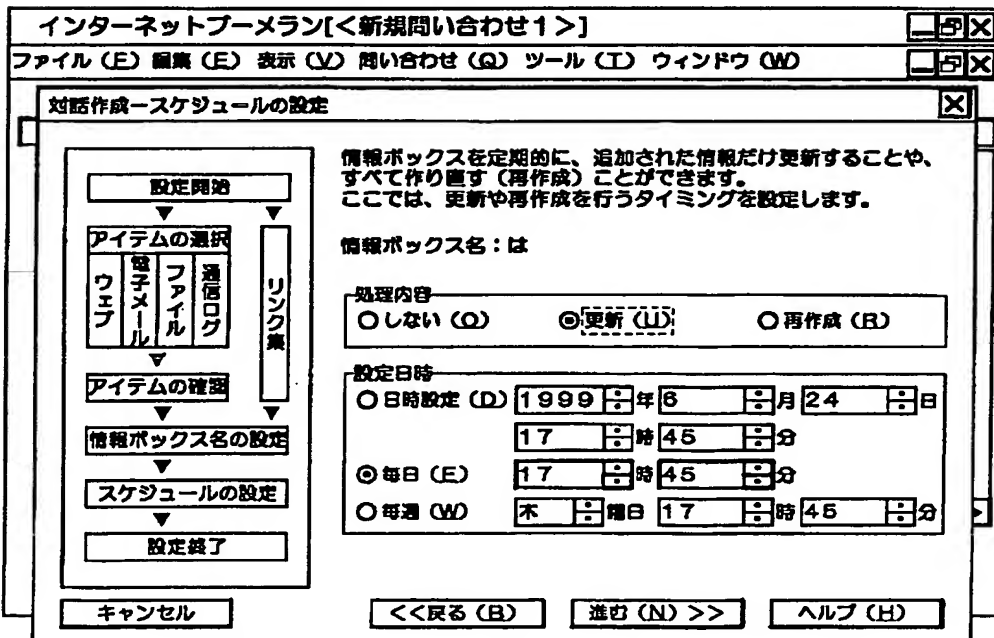 インターネットブーメラン[<新規問い合わせ1>]
ファイル(F) 編集(E) 表示(V) 問い合わせ(Q) ツール(T) ウィンドウ(W)
対話作成ースケジュールの設定
設定開始
アイテムの選択
ウェブ
電子メール
ファイル
通信ログ
リンク集
アイテムの確認
情報ボックス名の設定
スケジュールの設定
設定終了
情報ボックスを定期的に、追加された情報だけ更新することや、
すべて作り直す(再作成)ことができます。
ここでは、更新や再作成を行うタイミングを設定します。
情報ボックス名:は
処理内容
しない(O) 更新(U) 再作成(R)
設定日時
日時設定(D) 1999 年 6 月 24 日
17 時 45 分
毎日(E) 17 時 45 分
毎週(W) 木 曜日 17 時 45 分
キャンセル <<戻る(B) 進む(N)>> ヘルプ(H)